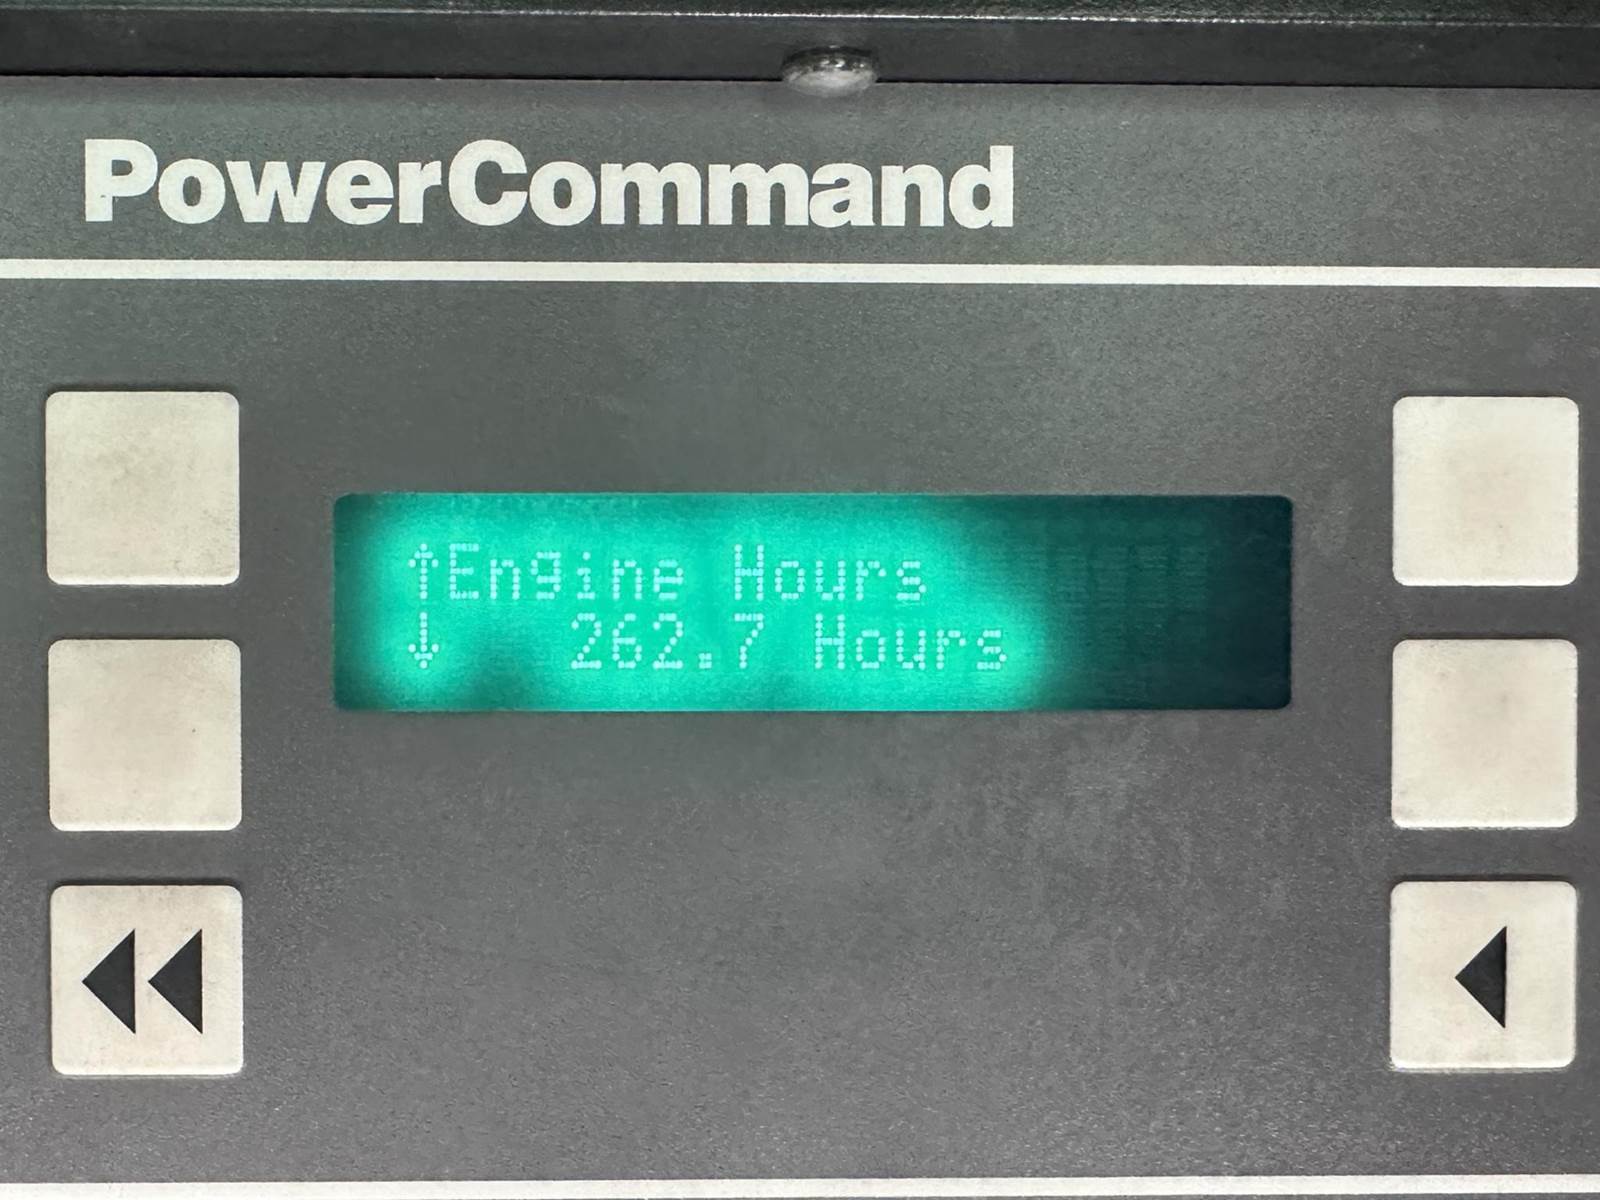 PowerCommand
↑Engine Hours
↓ 262.7 Hours